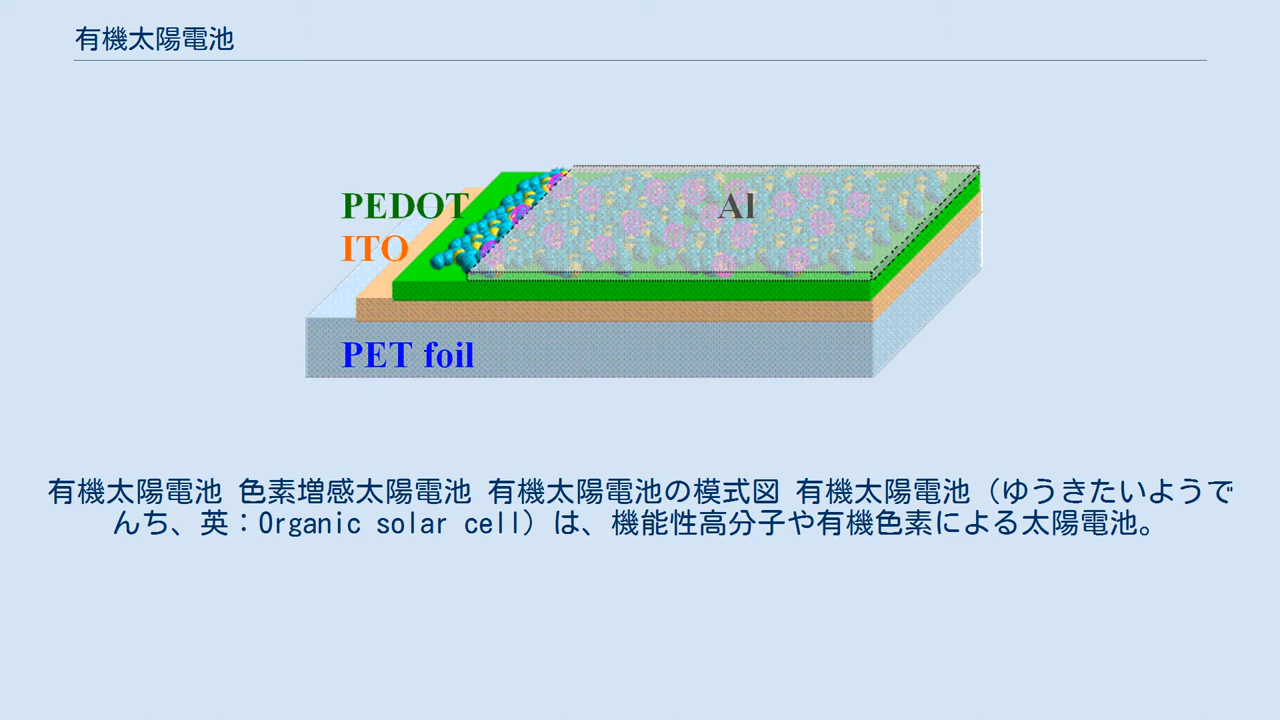 有機太陽電池
PEDOT
Al
ITO
PET foil
有機太陽電池 色素増感太陽電池 有機太陽電池の模式図 有機太陽電池（ゆうきたいようで
んち、英：Organic solar cell）は、機能性高分子や有機色素による太陽電池。